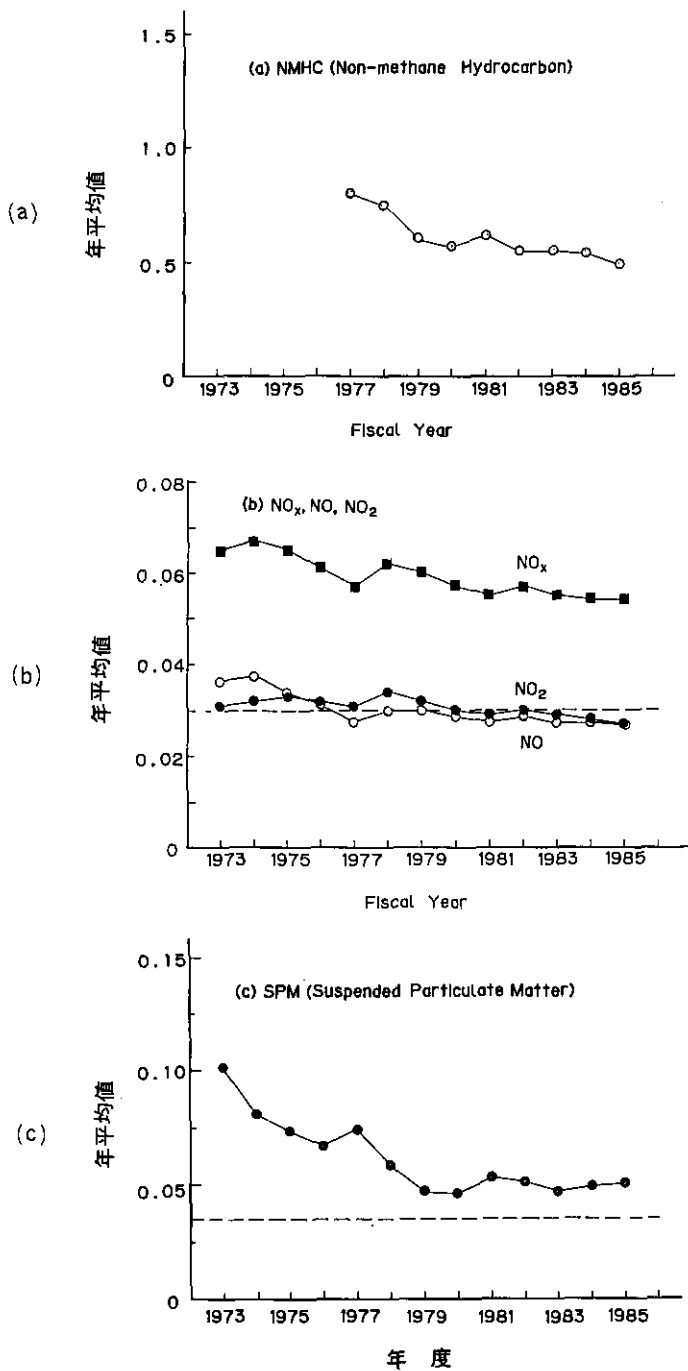 (a)
年平均値
1.5
1.0
0.5
0
(a) NMHC (Non-methane Hydrocarbon)
1973 1975 1977 1979 1981 1983 1985
Fiscal Year
(b)
年平均値
0.08
0.06
0.04
0.02
0
(b) NOx, NO, NO2
NOx
NO2
NO
1973 1975 1977 1979 1981 1983 1985
Fiscal Year
(c)
年平均値
0.15
0.10
0.05
0
(c) SPM (Suspended Particulate Matter)
1973 1975 1977 1979 1981 1983 1985
年 度